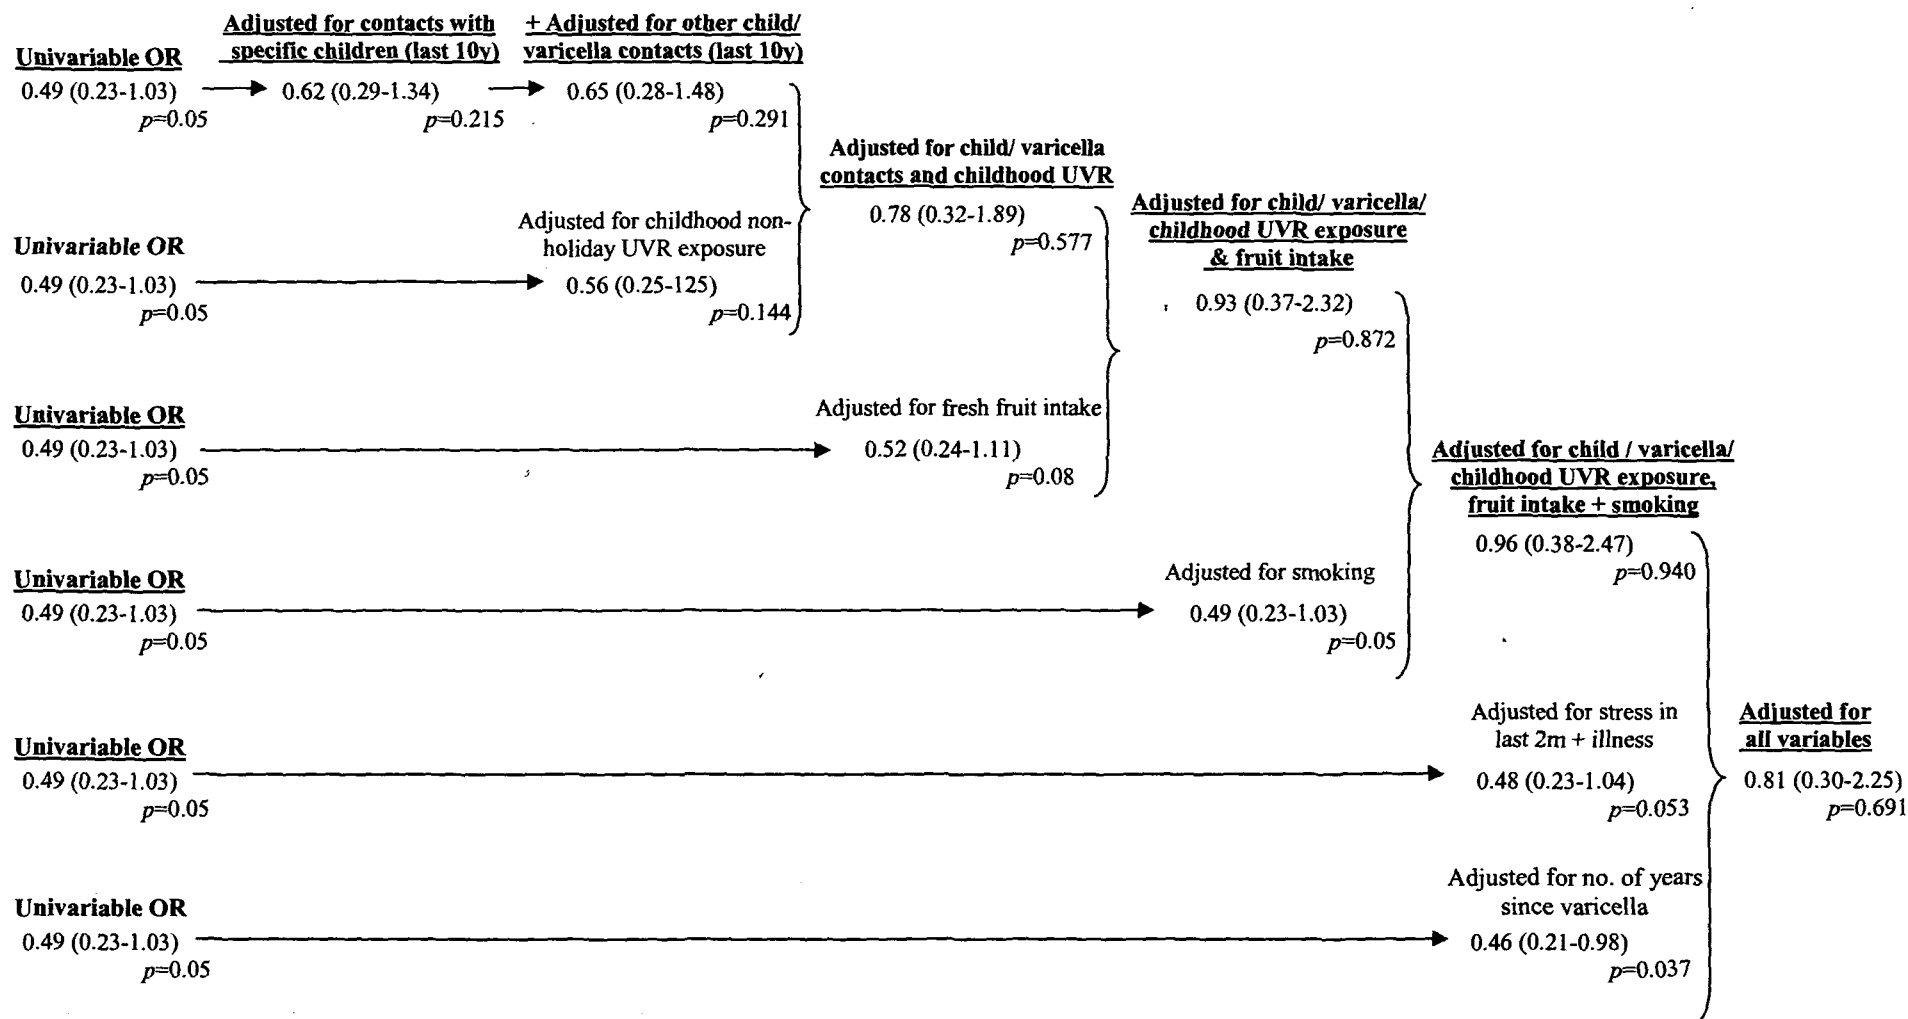 Adjusted for contacts with
specific children (last 10y)
+ Adjusted for other child/
varicella contacts (last 10y)
Univariable OR
0.49 (0.23-1.03)
p=0.05
0.62 (0.29-1.34)
p=0.215
0.65 (0.28-1.48)
p=0.291
Adjusted for child/ varicella
contacts and childhood UVR
0.78 (0.32-1.89)
p=0.577
Univariable OR
0.49 (0.23-1.03)
p=0.05
Adjusted for childhood non-
holiday UVR exposure
0.56 (0.25-125)
p=0.144
Adjusted for child/ varicella/
childhood UVR exposure
& fruit intake
0.93 (0.37-2.32)
p=0.872
Univariable OR
0.49 (0.23-1.03)
p=0.05
Adjusted for fresh fruit intake
0.52 (0.24-1.11)
p=0.08
Adjusted for child / varicella/
childhood UVR exposure,
fruit intake + smoking
0.96 (0.38-2.47)
p=0.940
Univariable OR
0.49 (0.23-1.03)
p=0.05
Adjusted for smoking
0.49 (0.23-1.03)
p=0.05
Univariable OR
0.49 (0.23-1.03)
p=0.05
Adjusted for stress in
last 2m + illness
0.48 (0.23-1.04)
p=0.053
Adjusted for
all variables
0.81 (0.30-2.25)
p=0.691
Univariable OR
0.49 (0.23-1.03)
p=0.05
Adjusted for no. of years
since varicella
0.46 (0.21-0.98)
p=0.037